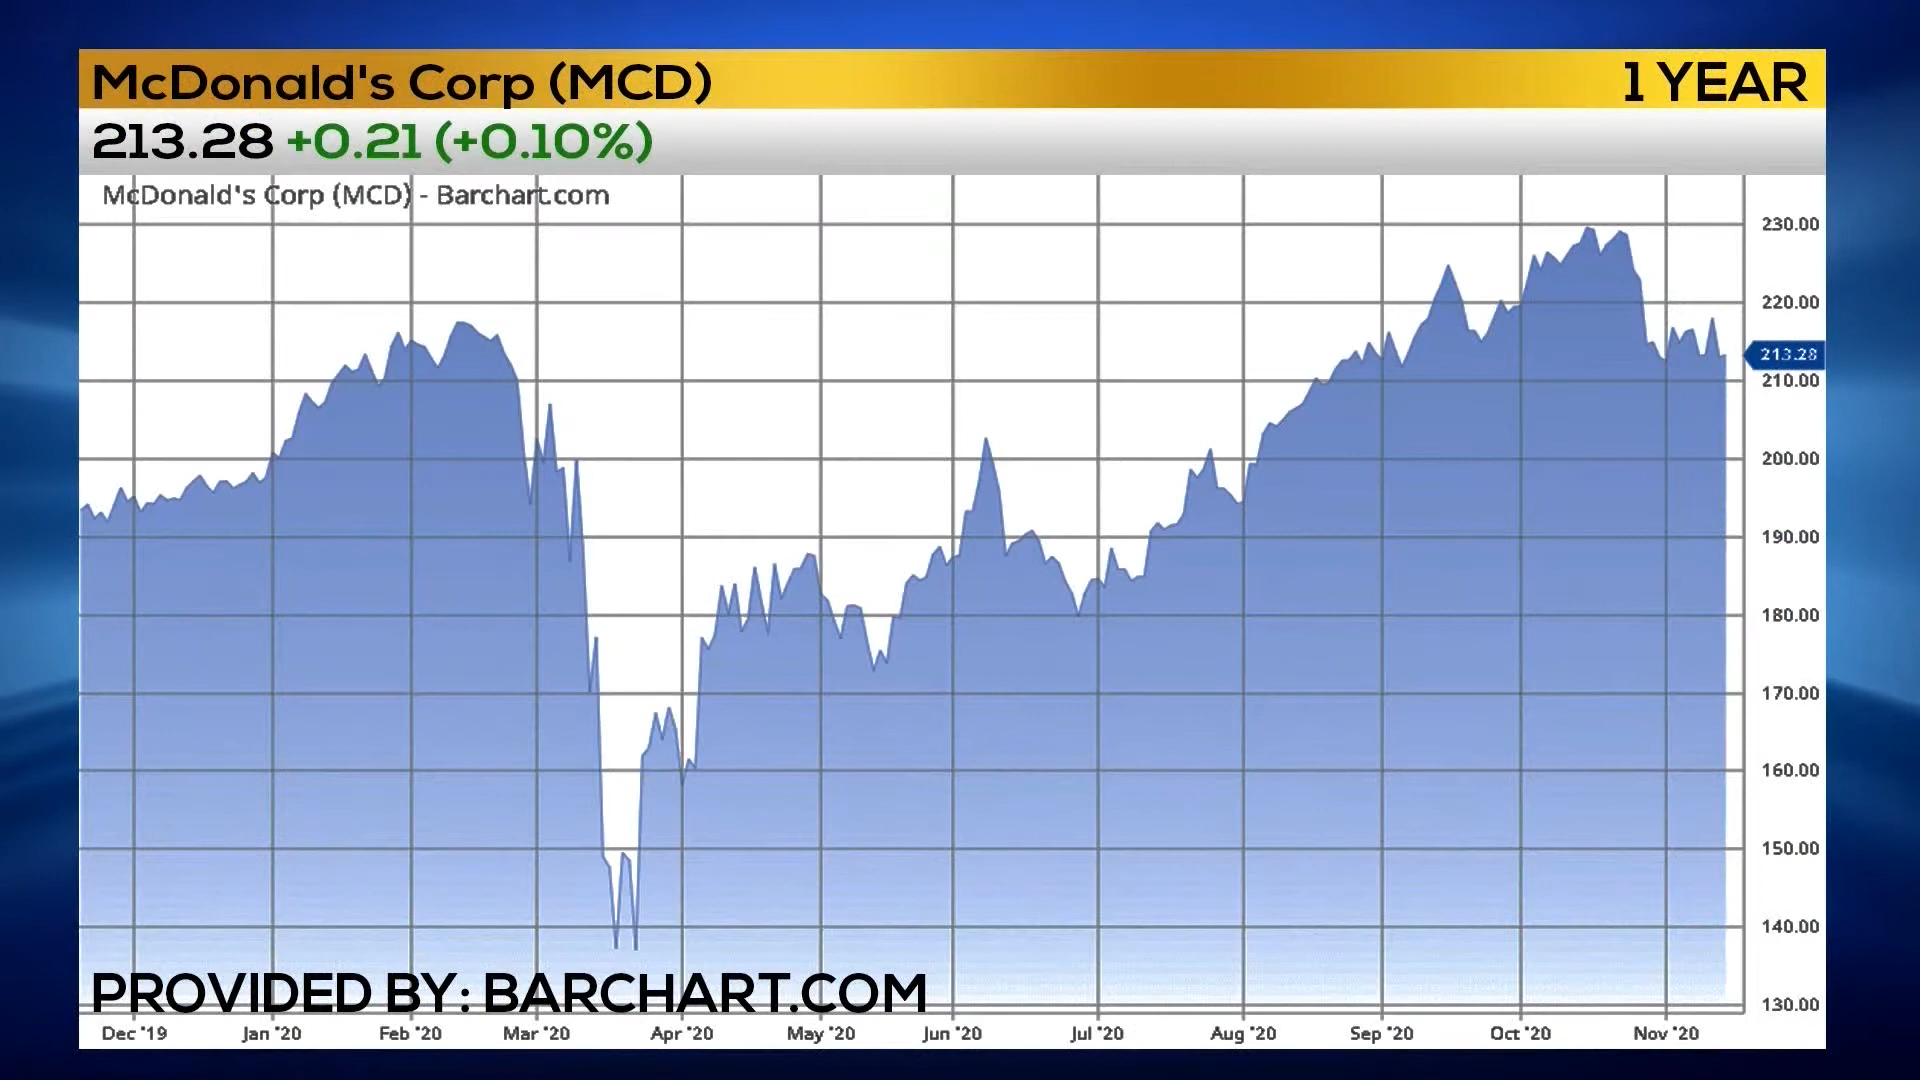 McDonald's Corp (MCD) 1 YEAR
213.28 +0.21 (+0.10%)
McDonald's Corp (MCD) - Barchart.com
230.00
220.00
213.28
210.00
200.00
190.00
180.00
170.00
160.00
150.00
140.00
PROVIDED BY: BARCHART.COM
130.00
Dec '19 Jan '20 Feb '20 Mar '20 Apr '20 May '20 Jun '20 Jul '20 Aug '20 Sep '20 Oct '20 Nov '20